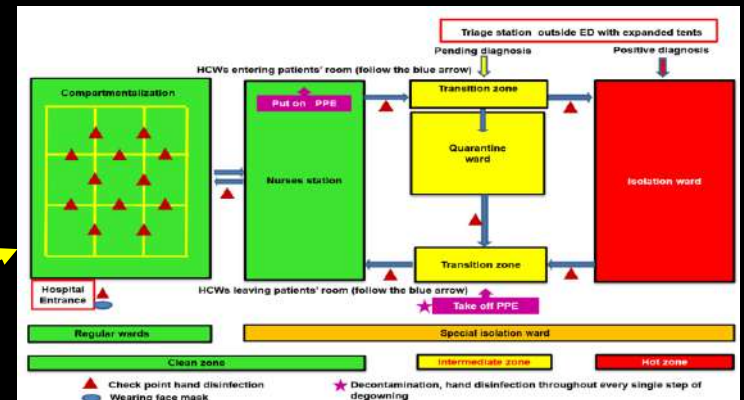 Triage station outside ED with expanded tents
Pending diagnosis
Positive diagnosis
HCWs entering patients' room (follow the blue arrow)
Compartmentalization
Put on PPE
Transition zone
Quarantine
ward
Nurses station
Isolation ward
Transition zone
Hospital
Entrance
HCWs leaving patients' room (follow the blue arrow)
Take off PPE
Regular wards
Special isolation ward
Clean zone
Intermediate zone
Hot zone
Check point hand disinfection
Decontamination, hand disinfection throughout every single step of
degowning
Wearing face mask